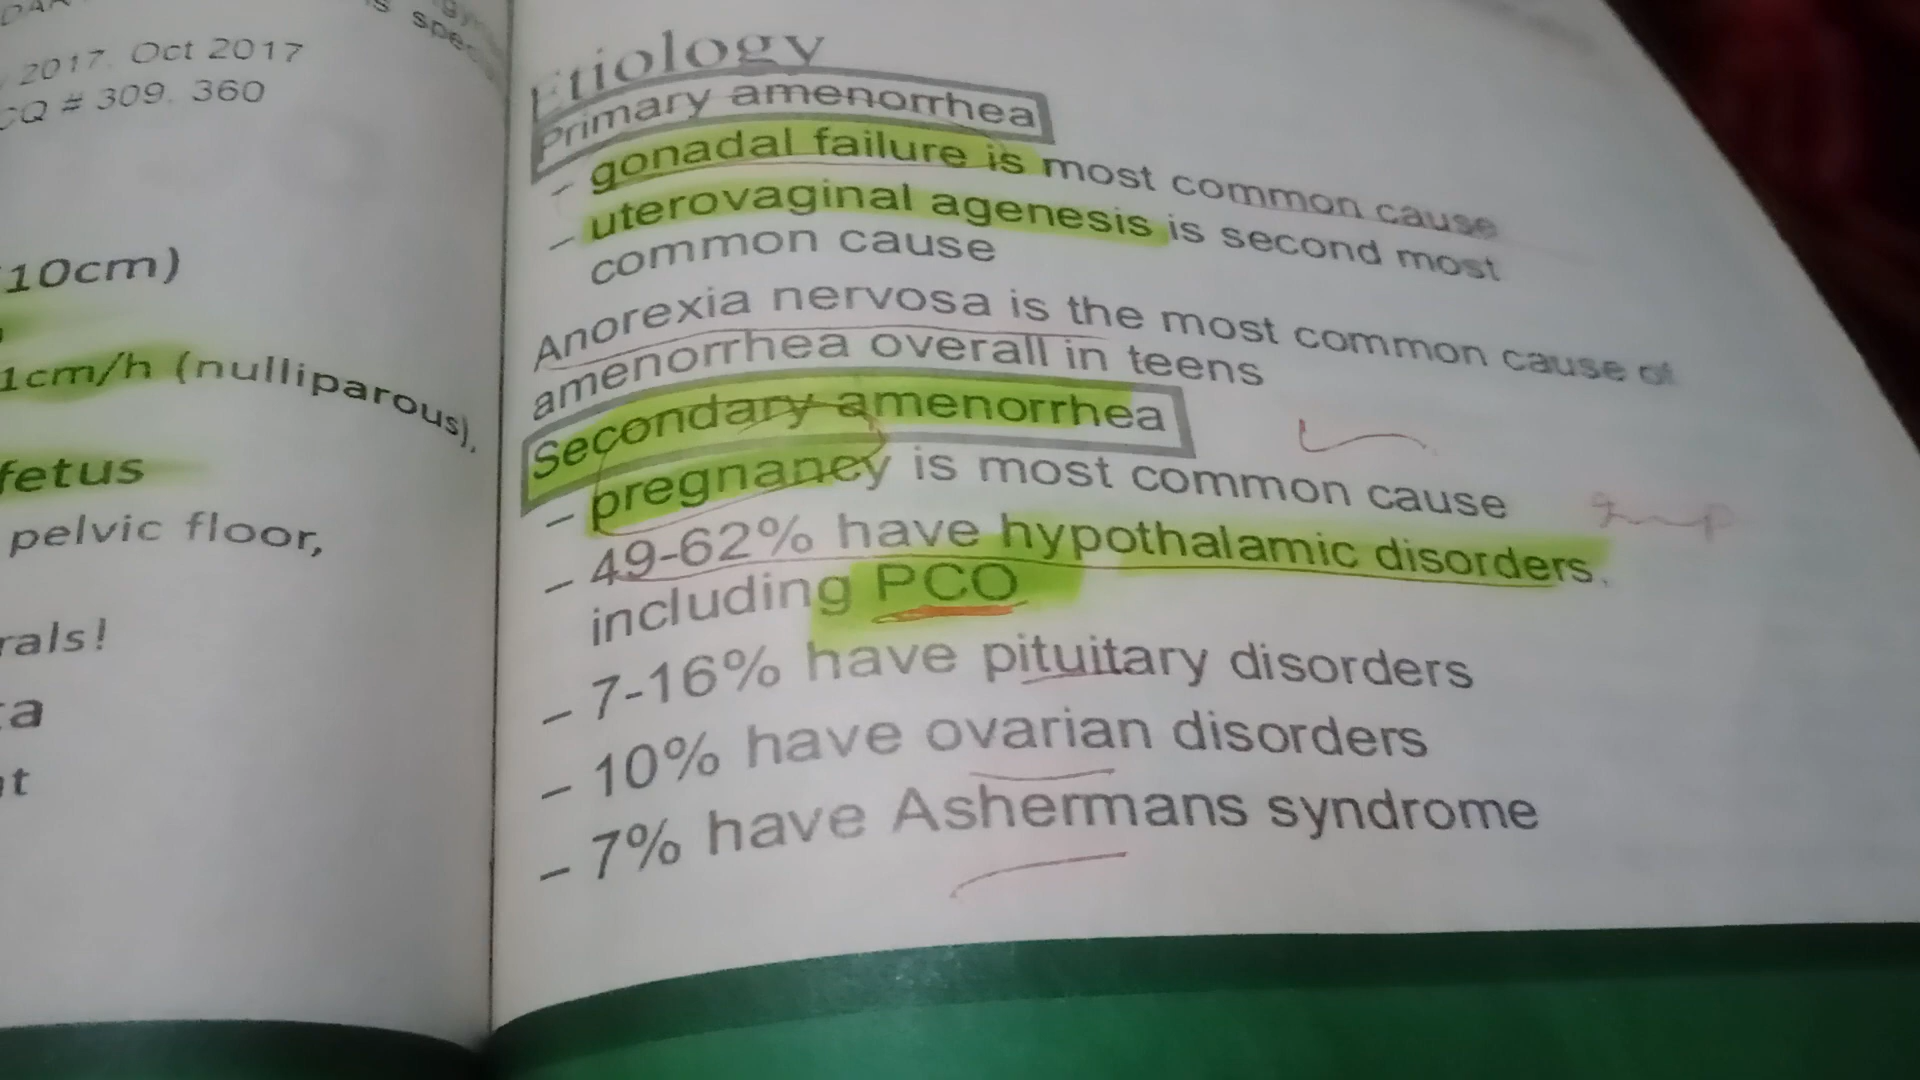 2017. Oct 2017
CQ # 309. 360
10cm)
1cm/h (nulliparous),
fetus
pelvic floor,
rals!
Etiology
Primary amenorrhea
- gonadal failure is most common cause
- uterovaginal agenesis is second most
common cause
Anorexia nervosa is the most common cause of
amenorrhea overall in teens
Secondary amenorrhea
- pregnancy is most common cause
- 49-62% have hypothalamic disorders,
including PCO
- 7-16% have pituitary disorders
- 10% have ovarian disorders
- 7% have Ashermans syndrome